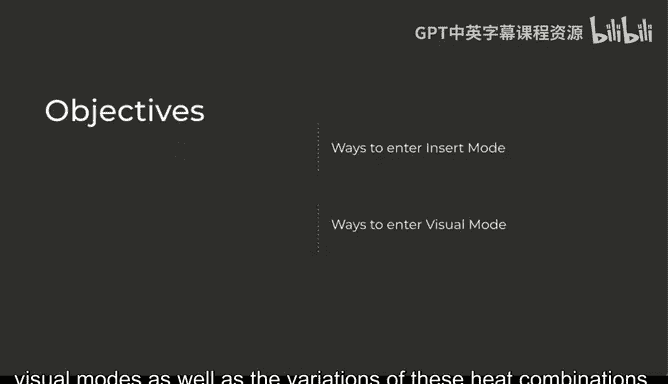 GPT中英字幕课程资源 bilibili
Objectives
Ways to enter Insert Mode
Ways to enter Visual Mode
visual modes as well as the variations of these heat combinations